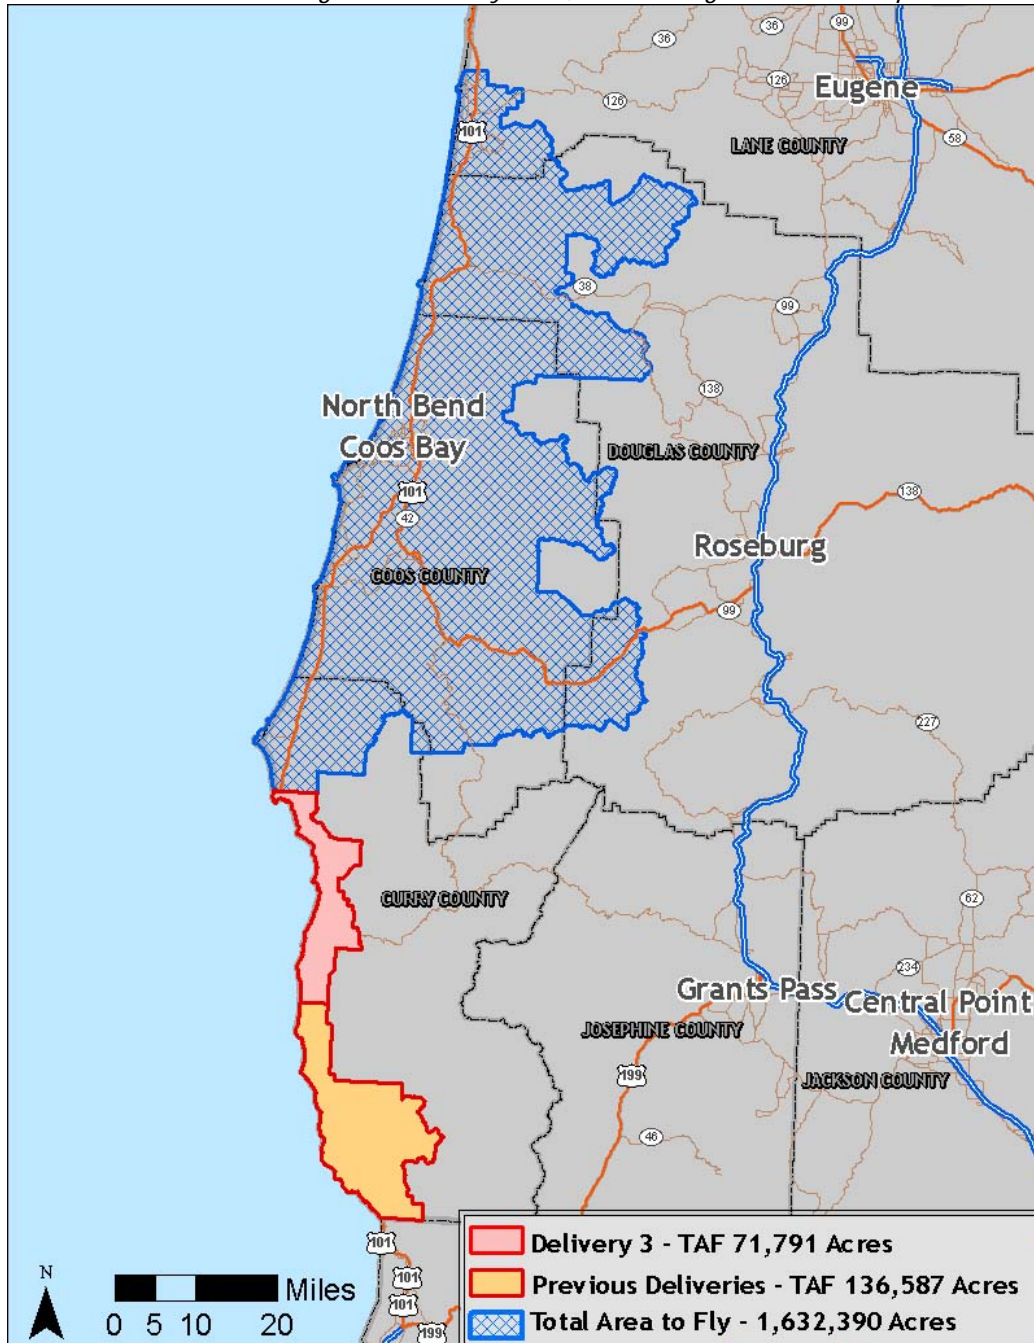 99
36
36
126
126
Eugene
101
LANE COUNTY
58
38
99
138
North Bend
Coos Bay
DOUGLAS COUNTY
101
138
42
Roseburg
COOS COUNTY
99
227
CURRY COUNTY
62
234
Grants Pass
Central Point
JOSEPHINE COUNTY
Medford
199
JACKSON COUNTY
46
101
Delivery 3 - TAF 71,791 Acres
N
101
Miles
Previous Deliveries - TAF 136,587 Acres
101
0 5 10 20
199
Total Area to Fly - 1,632,390 Acres